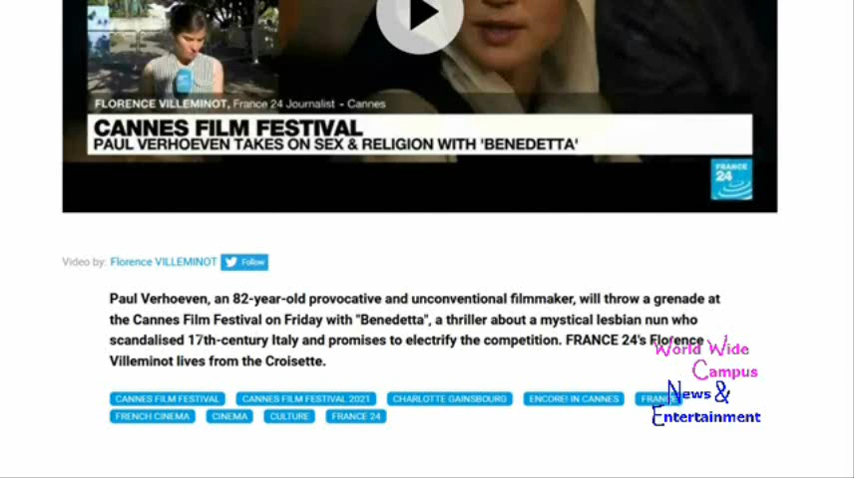 FLORENCE VILLEMINOT, France 24 Journalist - Cannes
CANNES FILM FESTIVAL
PAUL VERHOEVEN TAKES ON SEX & RELIGION WITH 'BENEDETTA'
FRANCE
24
Video by: Florence VILLEMINOT Follow
Paul Verhoeven, an 82-year-old provocative and unconventional filmmaker, will throw a grenade at
the Cannes Film Festival on Friday with "Benedetta", a thriller about a mystical lesbian nun who
scandalised 17th-century Italy and promises to electrify the competition. FRANCE 24's Florence
Villeminot lives from the Croisette.
World Wide
Campus
News &
Entertainment
CANNES FILM FESTIVAL CANNES FILM FESTIVAL 2021 CHARLOTTE GAINSBOURG ENCORE! IN CANNES FRANCE
FRENCH CINEMA CINEMA CULTURE FRANCE 24